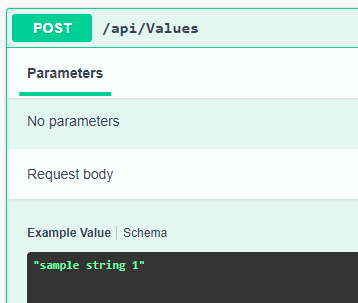 POST /api/Values
Parameters
No parameters
Request body
Example Value Schema
"sample string 1"